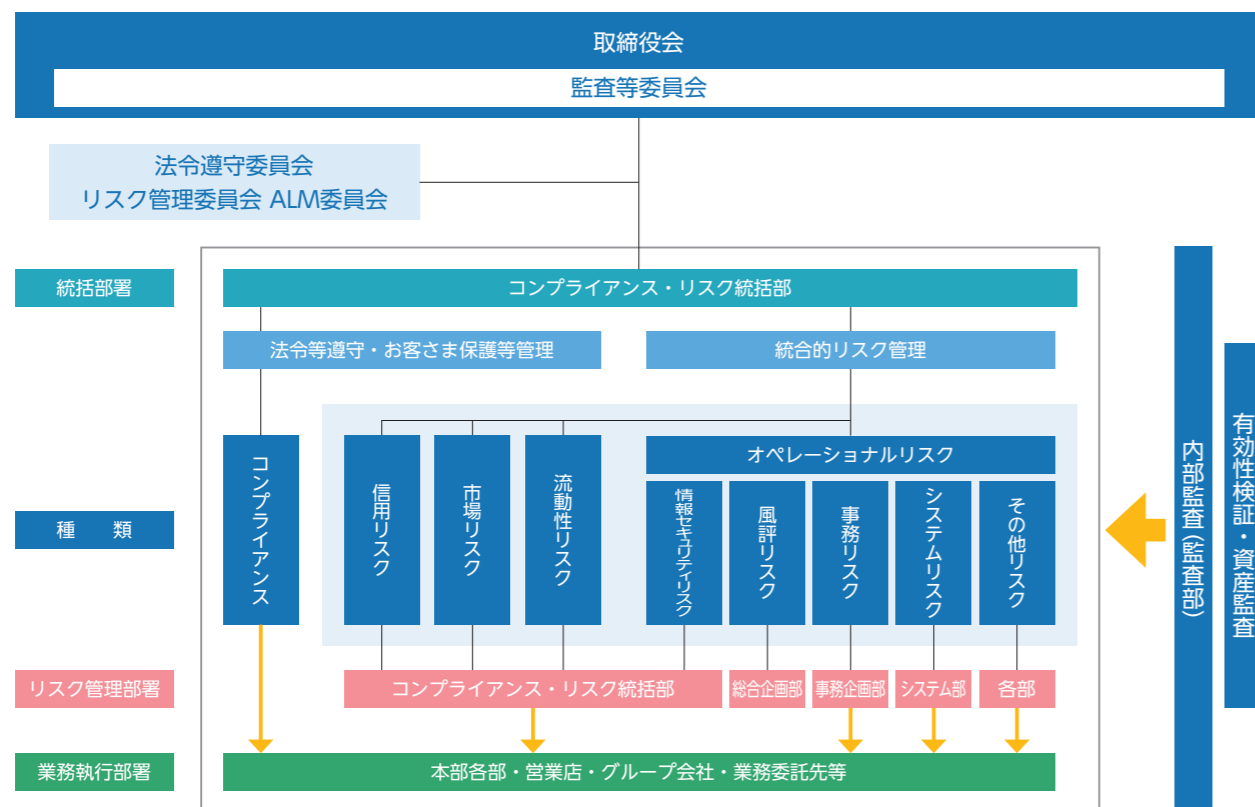 取締役会
監査等委員会
法令遵守委員会
リスク管理委員会 ALM委員会
統括部署
コンプライアンス・リスク統括部
法令等遵守・お客さま保護等管理
統合的リスク管理
種　類
コンプライアンス
信用リスク
市場リスク
流動性リスク
オペレーショナルリスク
情報セキュリティリスク
風評リスク
事務リスク
システムリスク
その他リスク
リスク管理部署
コンプライアンス・リスク統括部
総合企画部
事務企画部
システム部
各部
業務執行部署
本部各部・営業店・グループ会社・業務委託先等
内部監査（監査部）
有効性検証・資産監査